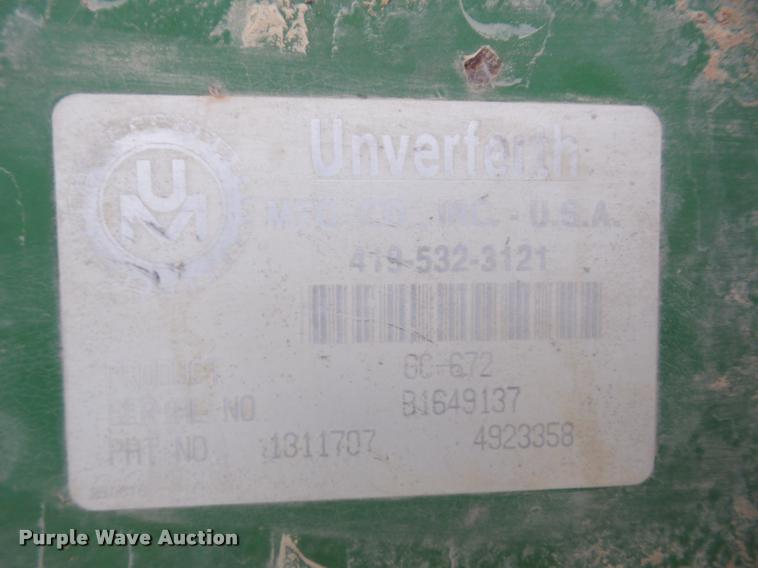 UM
Unverferth
MFG. CO., INC. - U.S.A.
419-532-3121
PRODUCT GC-672
SERIAL NO B1649137
PAT NO 1311707 4923358
Purple Wave Auction